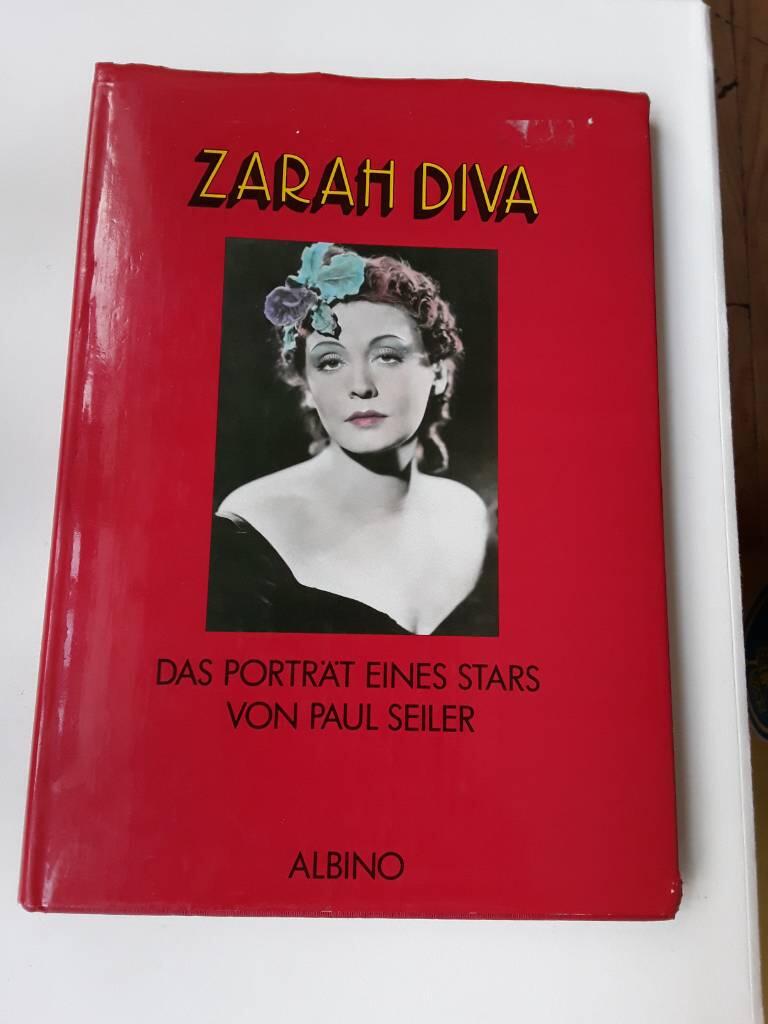 ZARAH DIVA
DAS PORTRÄT EINES STARS
VON PAUL SEILER
ALBINO